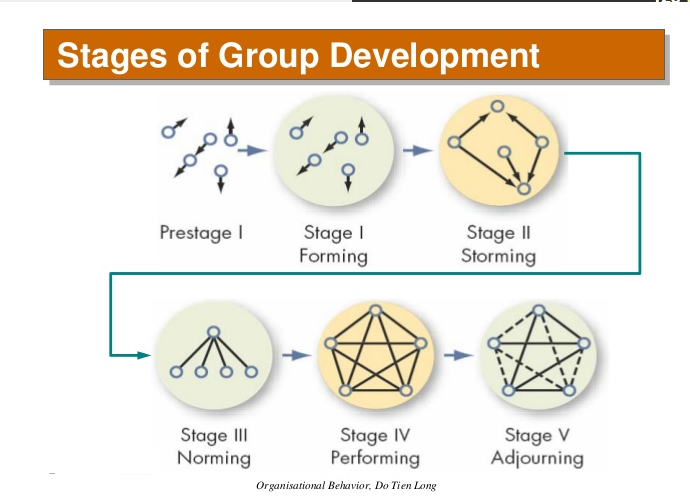 Stages of Group Development
Prestage I
Stage I
Forming
Stage II
Storming
Stage III
Norming
Stage IV
Performing
Stage V
Adjourning
Organisational Behavior, Do Tien Long